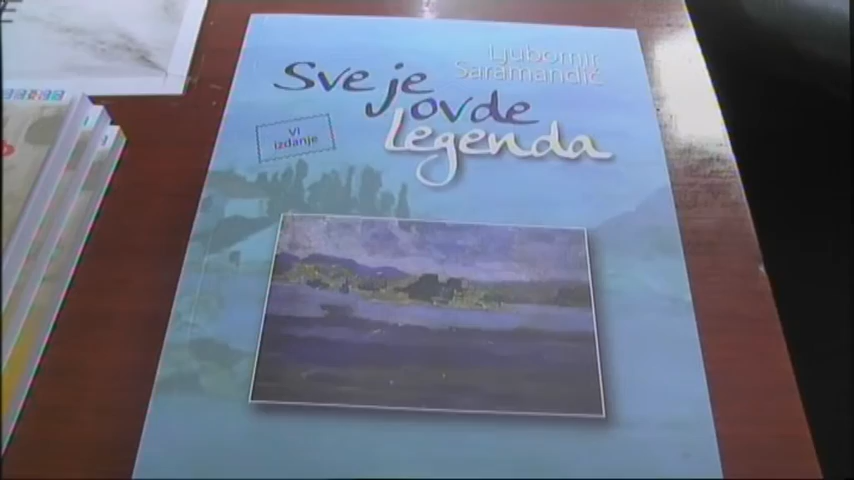 Ljubomir
Saramandić
Sve je
ovde
legenda
VI
izdanje